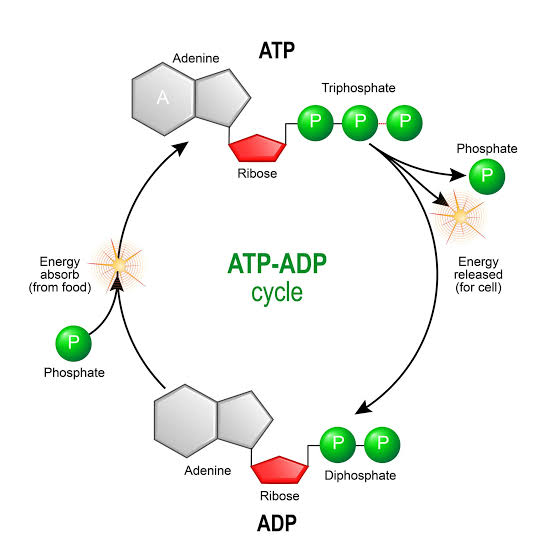 ATP
Adenine
A
Triphosphate
P P P
Ribose
Phosphate
P
Energy
released
(for cell)
ATP-ADP
cycle
Energy
absorb
(from food)
P
Phosphate
P P
Adenine
Diphosphate
Ribose
ADP